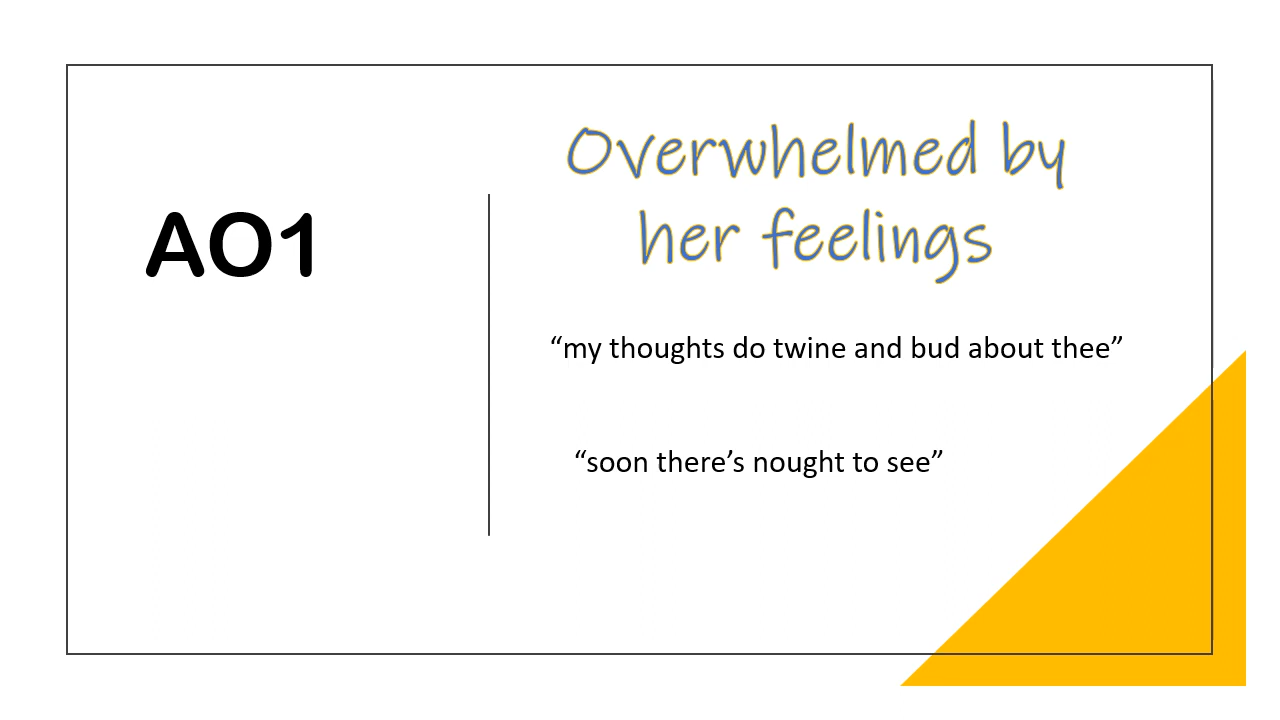 AO1
Overwhelmed by
her feelings
“my thoughts do twine and bud about thee”
“soon there’s nought to see”